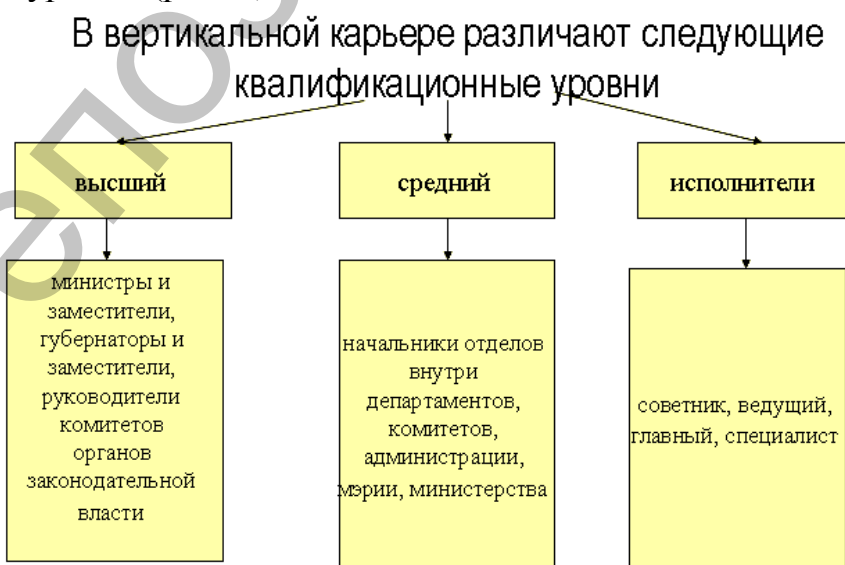 В вертикальной карьере различают следующие
квалификационные уровни
высший
средний
исполнители
министры и
заместители,
губернаторы и
заместители,
руководители
комитетов
органов
законодательной
власти
начальники отделов
внутри
департаментов,
комитетов,
администрации,
мэрии, министерства
советник, ведущий,
главный, специалист